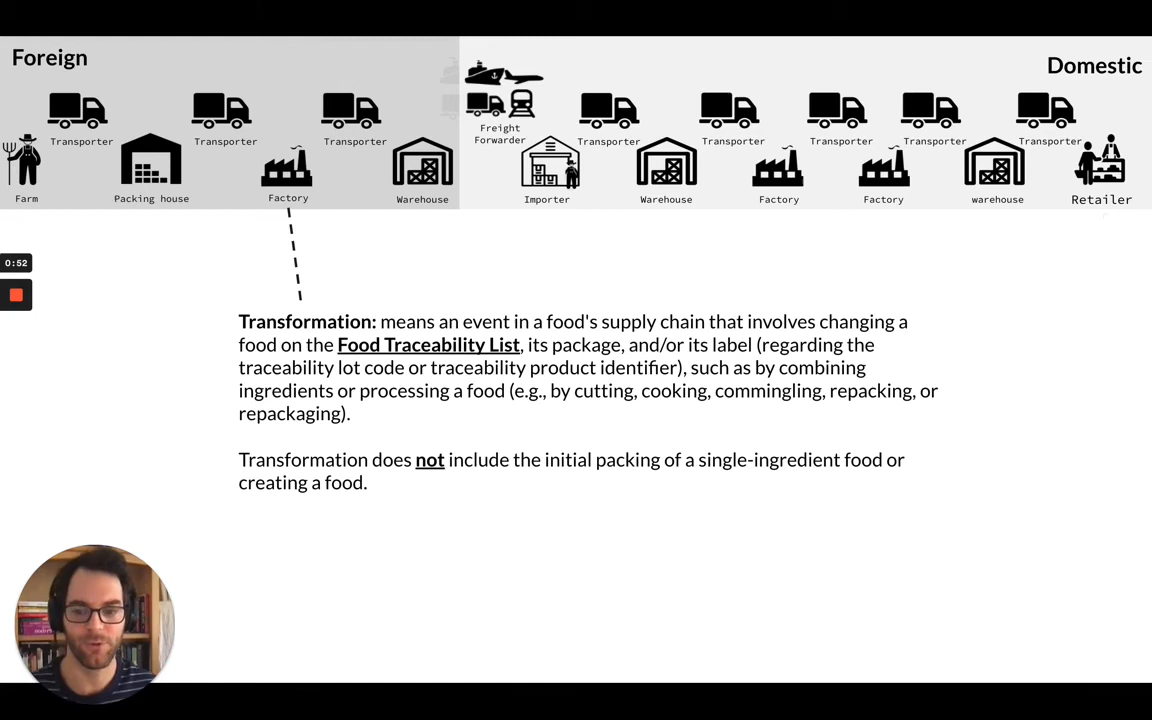 Foreign
Domestic
Transporter
Transporter
Transporter
Freight
Forwarder
Transporter
Transporter
Transporter
Transporter
Transporter
Farm
Packing house
Factory
Warehouse
Importer
Warehouse
Factory
Factory
warehouse
Retailer
0:52
Transformation: means an event in a food's supply chain that involves changing a
food on the Food Traceability List, its package, and/or its label (regarding the
traceability lot code or traceability product identifier), such as by combining
ingredients or processing a food (e.g., by cutting, cooking, commingling, repacking, or
repackaging).
Transformation does not include the initial packing of a single-ingredient food or
creating a food.